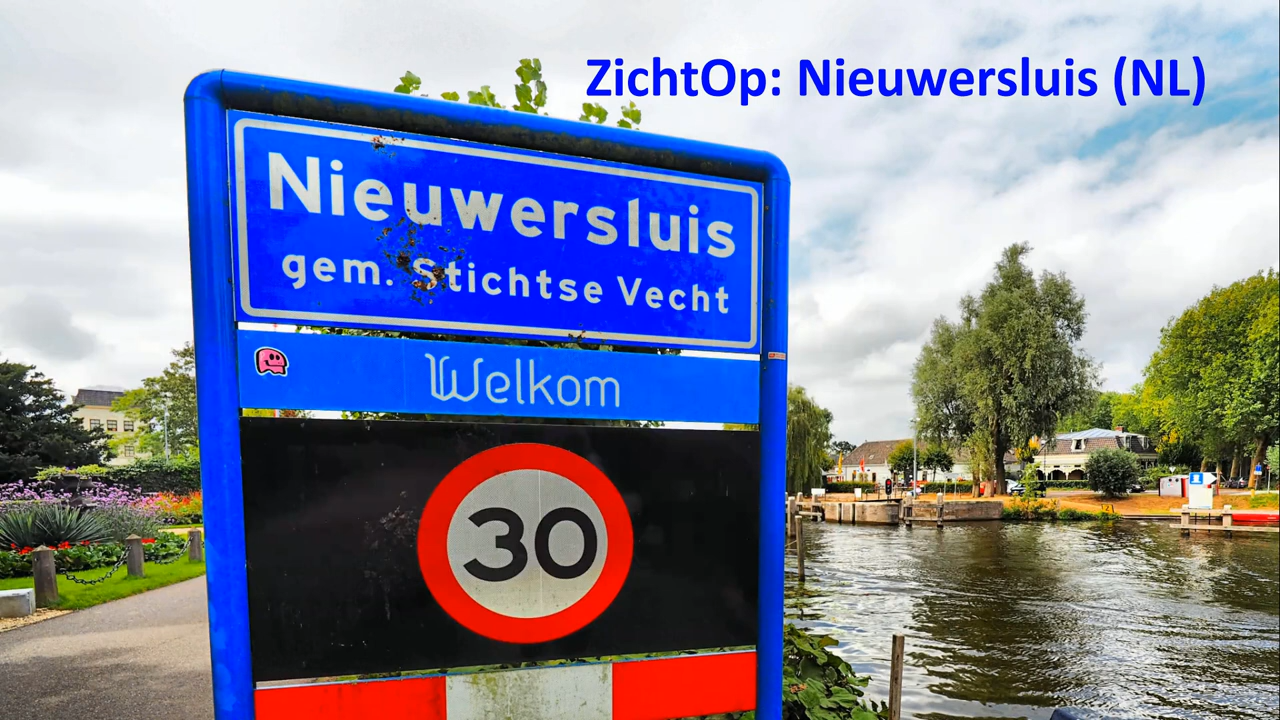 ZichtOp: Nieuwersluis (NL)
Nieuwersluis
gem. Stichtse Vecht
Welkom
30